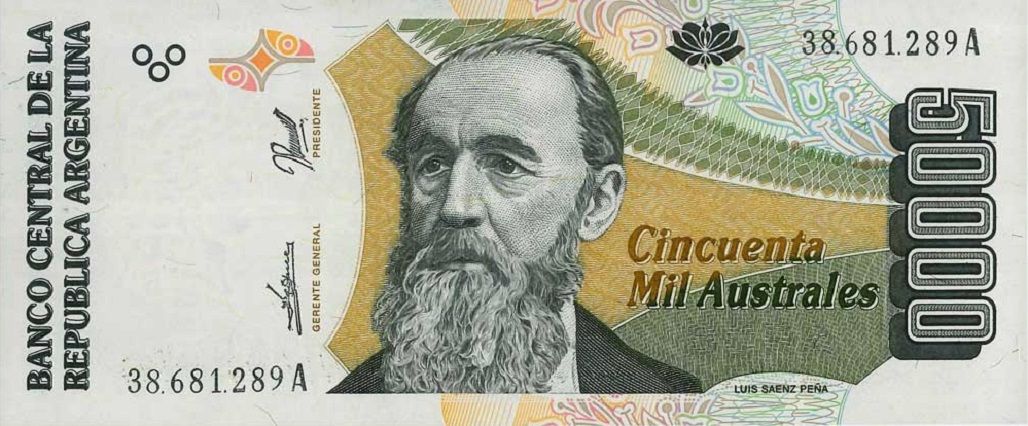 BANCO CENTRAL DE LA
REPUBLICA ARGENTINA
PRESIDENTE
GERENTE GENERAL
38.681.289 A
38.681.289 A
50000
Cincuenta
Mil Australes
LUIS SAENZ PEÑA